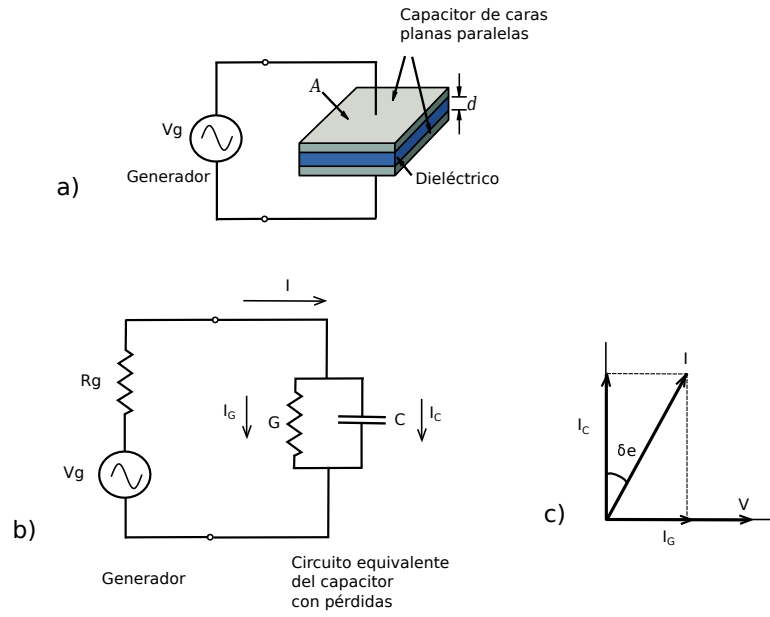 Capacitor de caras
planas paralelas
A
d
Vg
Generador
Dieléctrico
a)
I
Rg
I_G
G
C
I_C
Vg
b)
Generador
Circuito equivalente
del capacitor
con pérdidas
I
I_C
δe
c)
V
I_G